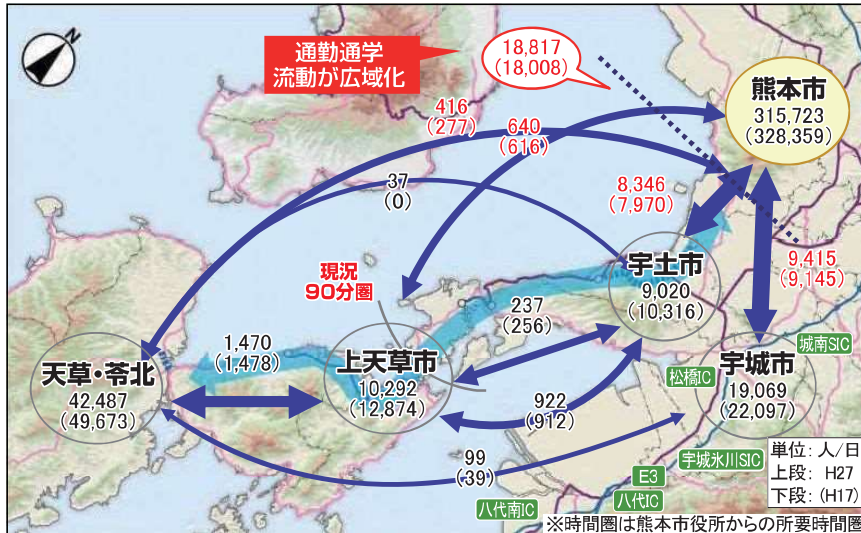 通勤通学
流動が広域化
18,817
(18,008)
熊本市
315,723
(328,359)
416
(277)
640
(616)
37
(0)
8,346
(7,970)
9,415
(9,145)
現況
90分圏
宇土市
9,020
(10,316)
237
(256)
1,470
(1,478)
上天草市
10,292
(12,874)
天草・苓北
42,487
(49,673)
城南SIC
松橋IC
宇城市
19,069
(22,097)
922
(912)
99
(39)
宇城氷川SIC
E3
八代IC
八代南IC
単位: 人/日
上段: H27
下段: (H17)
※時間圏は熊本市役所からの所要時間圏